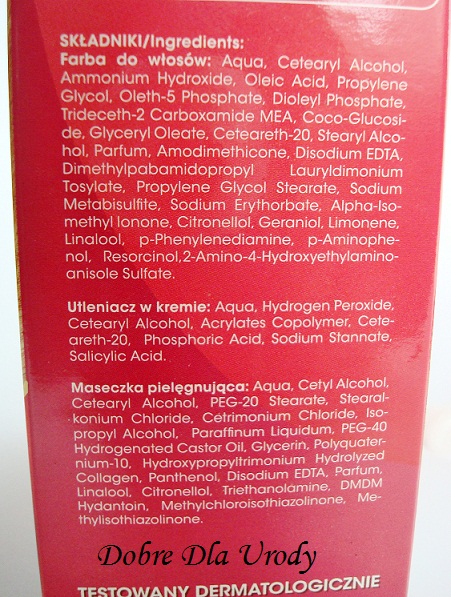 SKŁADNIKI/Ingredients:
Farba do włosów: Aqua, Cetearyl Alcohol,
Ammonium Hydroxide, Oleic Acid, Propylene
Glycol, Oleth-5 Phosphate, Dioleyl Phosphate,
Trideceth-2 Carboxamide MEA, Coco-Glucosi-
de, Glyceryl Oleate, Ceteareth-20, Stearyl Alco-
hol, Parfum, Amodimethicone, Disodium EDTA,
Dimethylpabamidopropyl Lauryldimonium
Tosylate, Propylene Glycol Stearate, Sodium
Metabisulfite, Sodium Erythorbate, Alpha-Iso-
methyl Ionone, Citronellol, Geraniol, Limonene,
Linalool, p-Phenylenediamine, p-Aminophe-
nol, Resorcinol,2-Amino-4-Hydroxyethylamino-
anisole Sulfate.
Utleniacz w kremie: Aqua, Hydrogen Peroxide,
Cetearyl Alcohol, Acrylates Copolymer, Cete-
areth-20, Phosphoric Acid, Sodium Stannate,
Salicylic Acid.
Maseczka pielęgnująca: Aqua, Cetyl Alcohol,
Cetearyl Alcohol, PEG-20 Stearate, Stearal-
konium Chloride, Cetrimonium Chloride, Iso-
propyl Alcohol, Paraffinum Liquidum, PEG-40
Hydrogenated Castor Oil, Glycerin, Polyquater-
nium-10, Hydroxypropyltrimonium Hydrolyzed
Collagen, Panthenol, Disodium EDTA, Parfum,
Linalool, Citronellol, Triethanolamine, DMDM
Hydantoin, Methylchloroisothiazolinone, Me-
thylisothiazolinone.
Dobre Dla Urody
TESTOWANY DERMATOLOGICZNIE